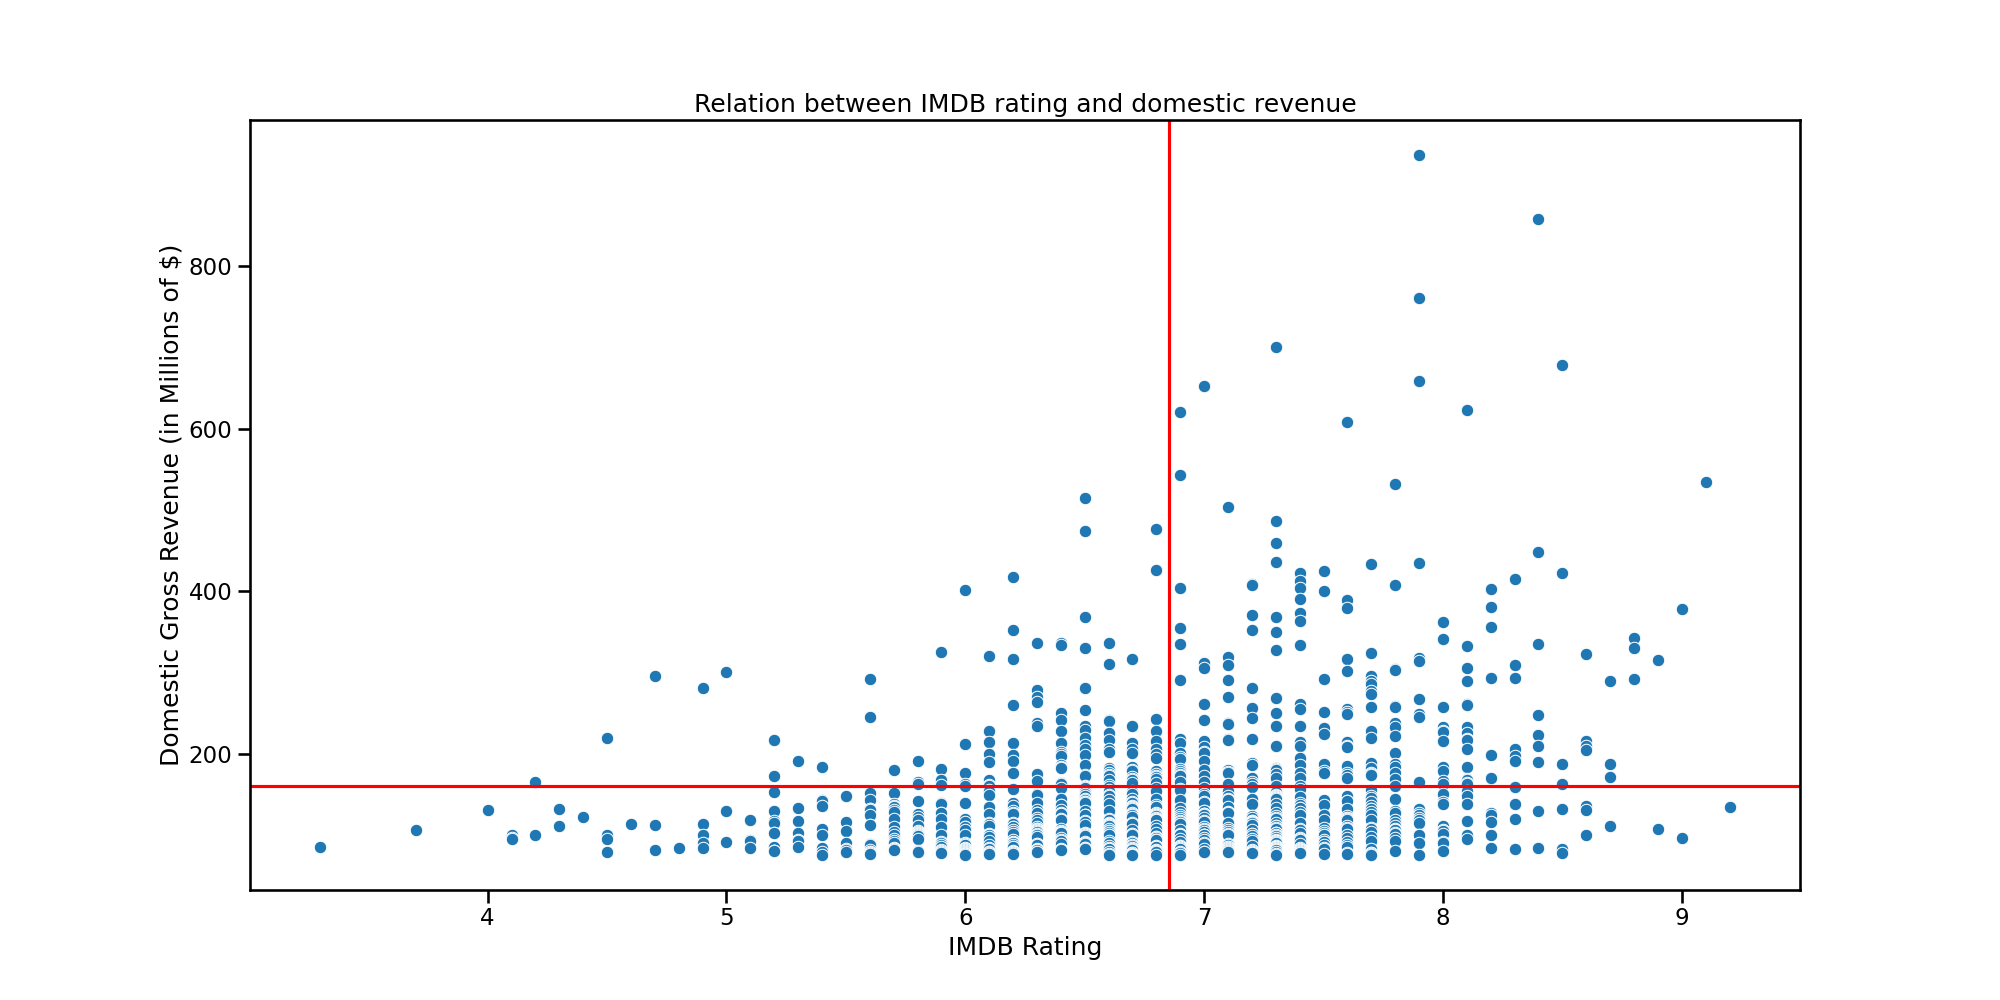 Relation between IMDB rating and domestic revenue
Domestic Gross Revenue (in Millions of $)
800
600
400
200
4 5 6 7 8 9
IMDB Rating